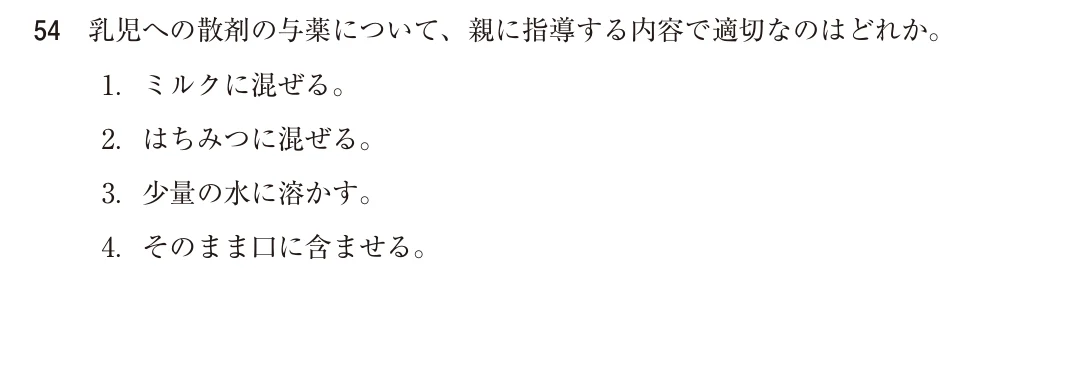 54 乳児への散剤の与薬について、親に指導する内容で適切なのはどれか。
1. ミルクに混ぜる。
2. はちみつに混ぜる。
3. 少量の水に溶かす。
4. そのまま口に含ませる。